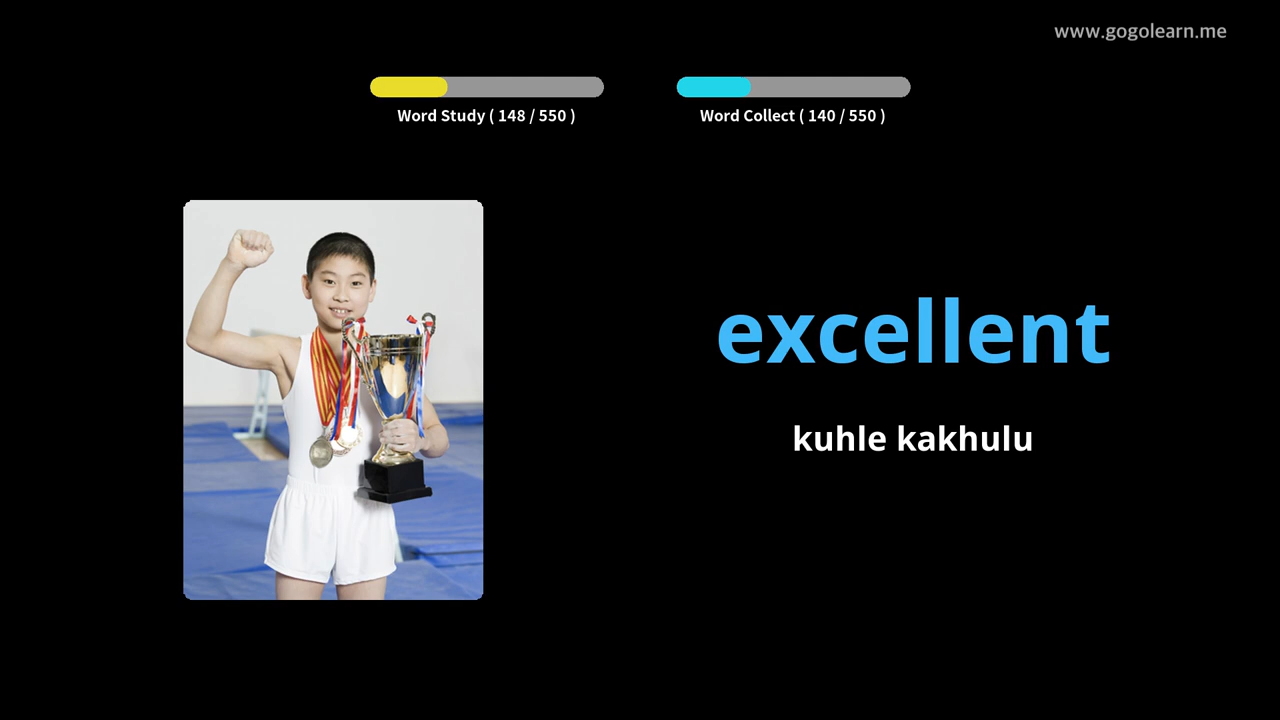 www.gogolearn.me
Word Study ( 148 / 550 )
Word Collect ( 140 / 550 )
excellent
kuhle kakhulu